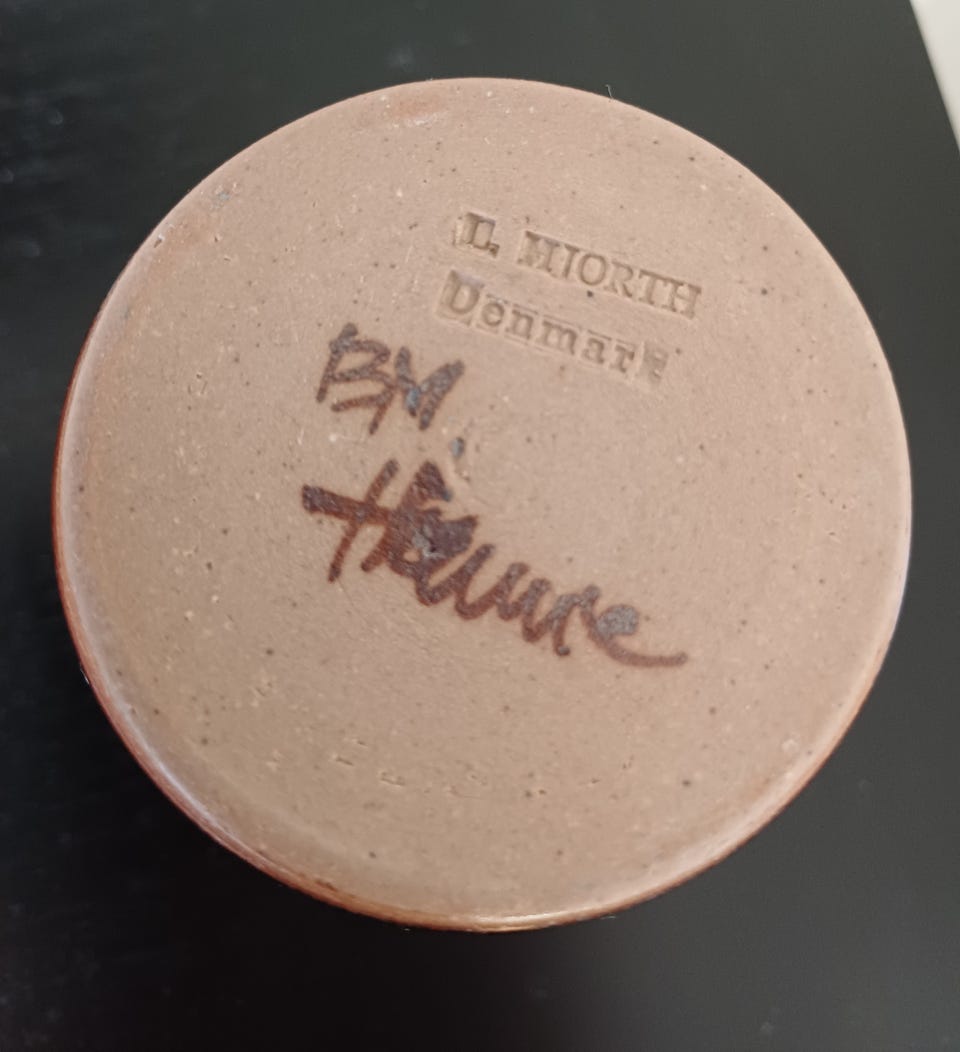 L. HJORTH
Denmark
BM.